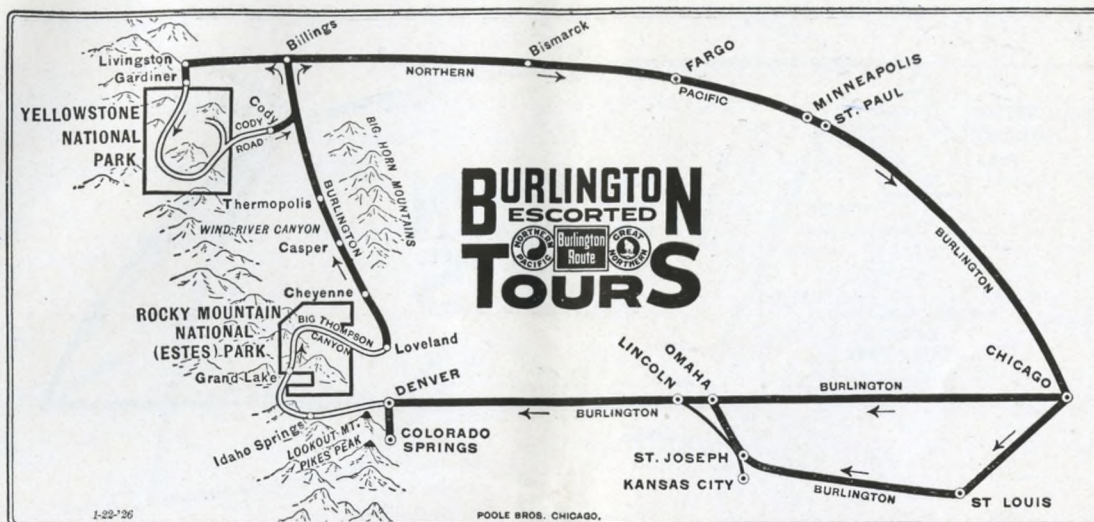 Livingston
Gardiner
Billings
Bismarck
FARGO
NORTHERN
PACIFIC
MINNEAPOLIS
ST. PAUL
YELLOWSTONE
NATIONAL
PARK
Cody
CODY
ROAD
BIG HORN MOUNTAINS
Thermopolis
BURLINGTON
WIND RIVER CANYON
Casper
BURLINGTON
ESCORTED
NORTHERN
PACIFIC
Burlington
Route
GREAT
NORTHERN
TOURS
BURLINGTON
Cheyenne
ROCKY MOUNTAIN
NATIONAL
(ESTES) PARK
BIG THOMPSON
CANYON
Loveland
Grand Lake
DENVER
LINCOLN
OMAHA
CHICAGO
BURLINGTON
BURLINGTON
Idaho Springs
LOOKOUT MT.
PIKES PEAK
COLORADO
SPRINGS
ST. JOSEPH
KANSAS CITY
BURLINGTON
ST LOUIS
1-22-'26
POOLE BROS. CHICAGO.